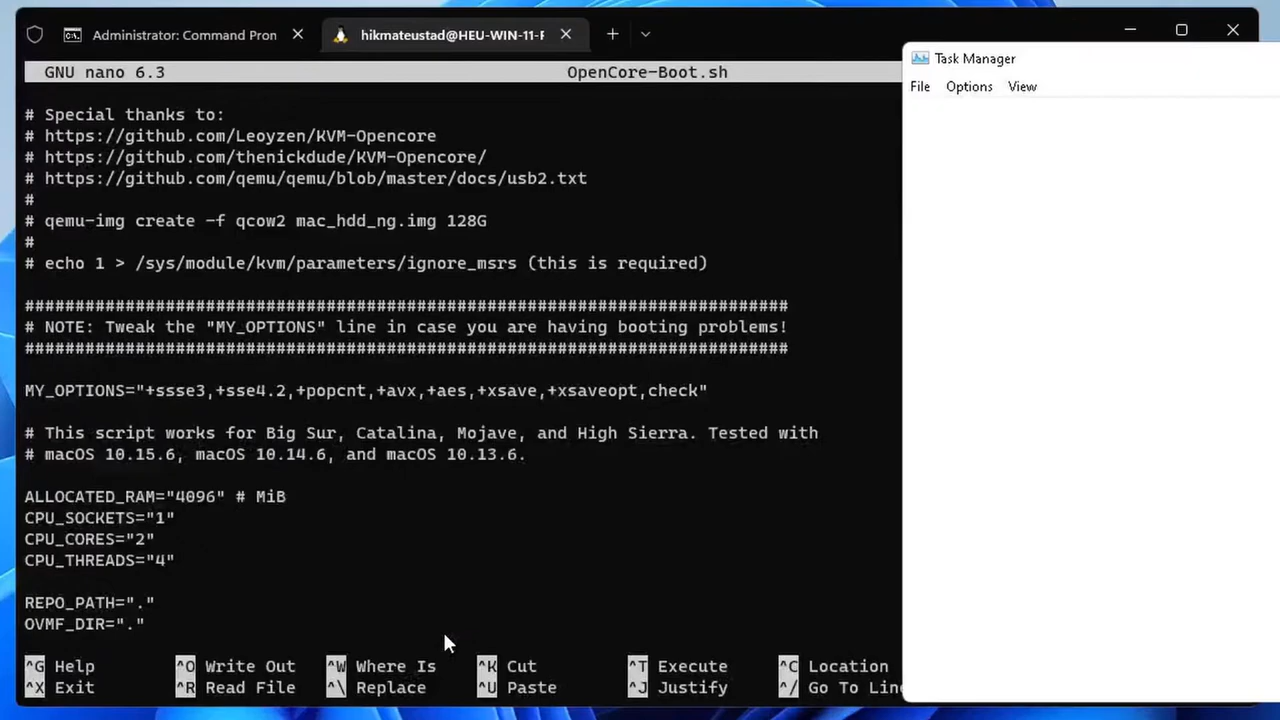 Administrator: Command Pron
hikmateustad@HEU-WIN-11-F
Task Manager
File Options View
GNU nano 6.3 OpenCore-Boot.sh
# Special thanks to:
# https://github.com/Leoyzen/KVM-Opencore
# https://github.com/thenickdude/KVM-Opencore/
# https://github.com/qemu/qemu/blob/master/docs/usb2.txt
#
# qemu-img create -f qcow2 mac_hdd_ng.img 128G
#
# echo 1 > /sys/module/kvm/parameters/ignore_msrs (this is required)
############################################################################
# NOTE: Tweak the "MY_OPTIONS" line in case you are having booting problems!
############################################################################
MY_OPTIONS="+ssse3,+sse4.2,+popcnt,+avx,+aes,+xsave,+xsaveopt,check"
# This script works for Big Sur, Catalina, Mojave, and High Sierra. Tested with
# macOS 10.15.6, macOS 10.14.6, and macOS 10.13.6.
ALLOCATED_RAM="4096" # MiB
CPU_SOCKETS="1"
CPU_CORES="2"
CPU_THREADS="4"
REPO_PATH="."
OVMF_DIR="."
^G Help ^O Write Out ^W Where Is ^K Cut ^T Execute ^C Location
^X Exit ^R Read File ^\ Replace ^U Paste ^J Justify ^/ Go To Line